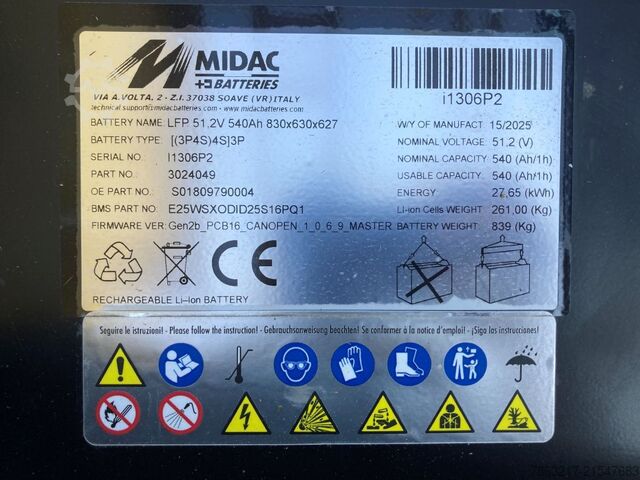 MIDAC
BATTERIES
VIA A.VOLTA, 2 - Z.I. 37038 SOAVE (VR) ITALY
technical support: midacbatteries.com - www.midacbatteries.com
i1306P2
BATTERY NAME: LFP 51,2V 540Ah 830x630x627
BATTERY TYPE: [(3P4S)4S]3P
SERIAL NO.: I1306P2
PART NO.: 3024049
OE PART NO.: S01809790004
BMS PART NO.: E25WSXODID25S16PQ1
FIRMWARE VER: Gen2b_PCB16_CANOPEN_1_0_6_9_MASTER
W/Y OF MANUFACT: 15/2025
NOMINAL VOLTAGE: 51,2 (V)
NOMINAL CAPACITY: 540 (Ah/1h)
USABLE CAPACITY: 540 (Ah/1h)
ENERGY: 27,65 (kWh)
Li-ion Cells WEIGHT: 261,00 (Kg)
BATTERY WEIGHT: 839 (Kg)
CE
RECHARGEABLE Li-Ion BATTERY
Seguire le istruzioni! - Please follow the instruction! - Gebrauchsanweisung beachten! Se conformer à la notice d'emploi! - ¡Siga las instrucciones!